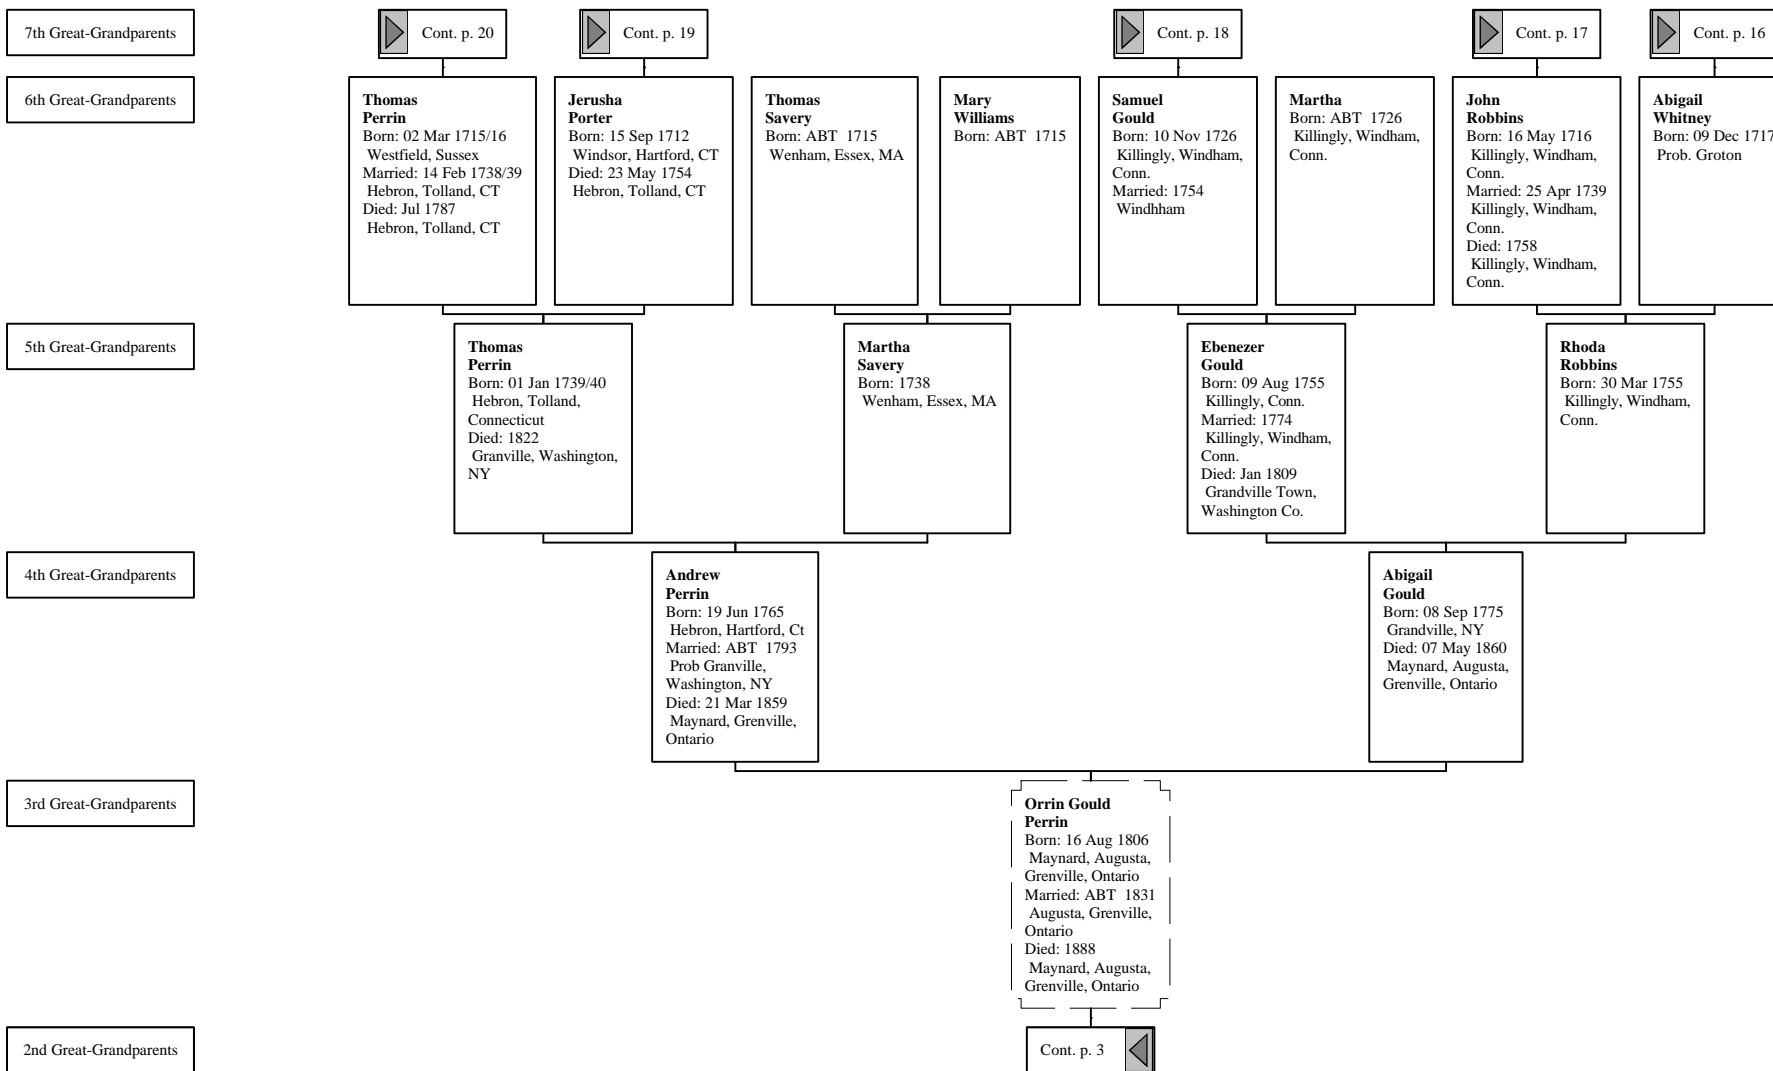 7th Great-Grandparents
Cont. p. 20
Cont. p. 19
Cont. p. 18
Cont. p. 17
Cont. p. 16
6th Great-Grandparents
Thomas
Perrin
Born: 02 Mar 1715/16
Westfield, Sussex
Married: 14 Feb 1738/39
Hebron, Tolland, CT
Died: Jul 1787
Hebron, Tolland, CT
Jerusha
Porter
Born: 15 Sep 1712
Windsor, Hartford, CT
Died: 23 May 1754
Hebron, Tolland, CT
Thomas
Savery
Born: ABT 1715
Wenham, Essex, MA
Mary
Williams
Born: ABT 1715
Samuel
Gould
Born: 10 Nov 1726
Killingly, Windham,
Conn.
Married: 1754
Windhham
Martha
Born: ABT 1726
Killingly, Windham,
Conn.
John
Robbins
Born: 16 May 1716
Killingly, Windham,
Conn.
Married: 25 Apr 1739
Killingly, Windham,
Conn.
Died: 1758
Killingly, Windham,
Conn.
Abigail
Whitney
Born: 09 Dec 1717
Prob. Groton
5th Great-Grandparents
Thomas
Perrin
Born: 01 Jan 1739/40
Hebron, Tolland,
Connecticut
Died: 1822
Granville, Washington,
NY
Martha
Savery
Born: 1738
Wenham, Essex, MA
Ebenezer
Gould
Born: 09 Aug 1755
Killingly, Conn.
Married: 1774
Killingly, Windham,
Conn.
Died: Jan 1809
Grandville Town,
Washington Co.
Rhoda
Robbins
Born: 30 Mar 1755
Killingly, Windham,
Conn.
4th Great-Grandparents
Andrew
Perrin
Born: 19 Jun 1765
Hebron, Hartford, Ct
Married: ABT 1793
Prob Granville,
Washington, NY
Died: 21 Mar 1859
Maynard, Grenville,
Ontario
Abigail
Gould
Born: 08 Sep 1775
Grandville, NY
Died: 07 May 1860
Maynard, Augusta,
Grenville, Ontario
3rd Great-Grandparents
Orrin Gould
Perrin
Born: 16 Aug 1806
Maynard, Augusta,
Grenville, Ontario
Married: ABT 1831
Augusta, Grenville,
Ontario
Died: 1888
Maynard, Augusta,
Grenville, Ontario
2nd Great-Grandparents
Cont. p. 3